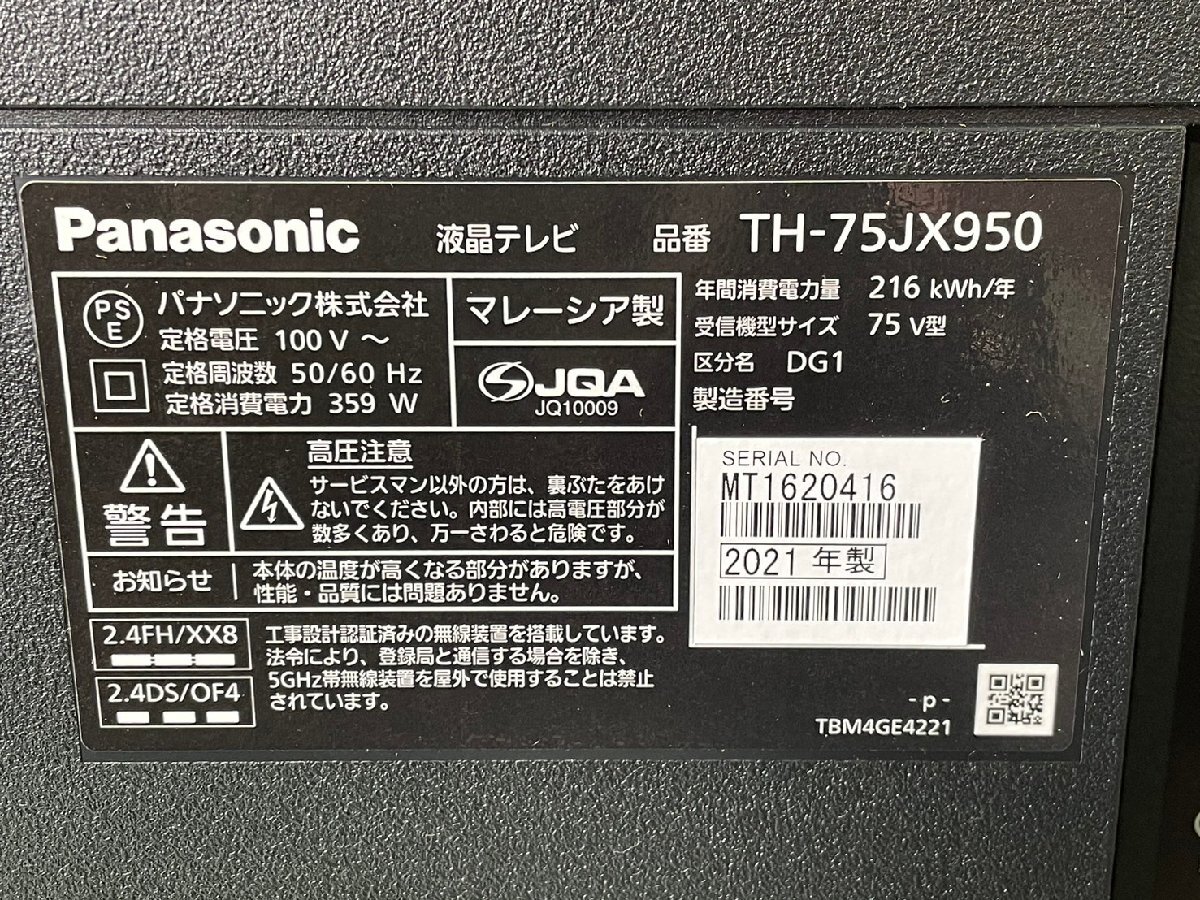 Panasonic 液晶テレビ 品番 TH-75JX950
PS
E
パナソニック株式会社
定格電圧 100 V ～
定格周波数 50/60 Hz
定格消費電力 359 W
マレーシア製
JQA
JQ10009
年間消費電力量 216 kWh/年
受信機型サイズ 75 V型
区分名 DG1
製造番号
警告
高圧注意
サービスマン以外の方は、裏ぶたをあけ
ないでください。内部には高電圧部分が
数多くあり、万一さわると危険です。
お知らせ
本体の温度が高くなる部分がありますが、
性能・品質には問題ありません。
SERIAL NO.
MT1620416
2021 年製
2.4FH/XX8
2.4DS/OF4
工事設計認証済みの無線装置を搭載しています。
法令により、登録局と通信する場合を除き、
5GHz帯無線装置を屋外で使用することは禁止
されています。
- p -
TBM4GE4221